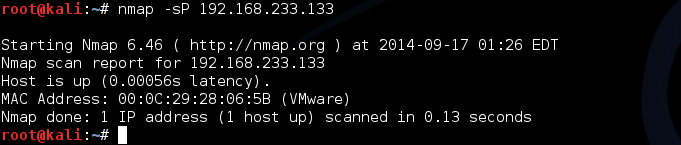 root@kali:~# nmap -sP 192.168.233.133
Starting Nmap 6.46 ( http://nmap.org ) at 2014-09-17 01:26 EDT
Nmap scan report for 192.168.233.133
Host is up (0.00056s latency).
MAC Address: 00:0C:29:28:06:5B (VMware)
Nmap done: 1 IP address (1 host up) scanned in 0.13 seconds
root@kali:~#